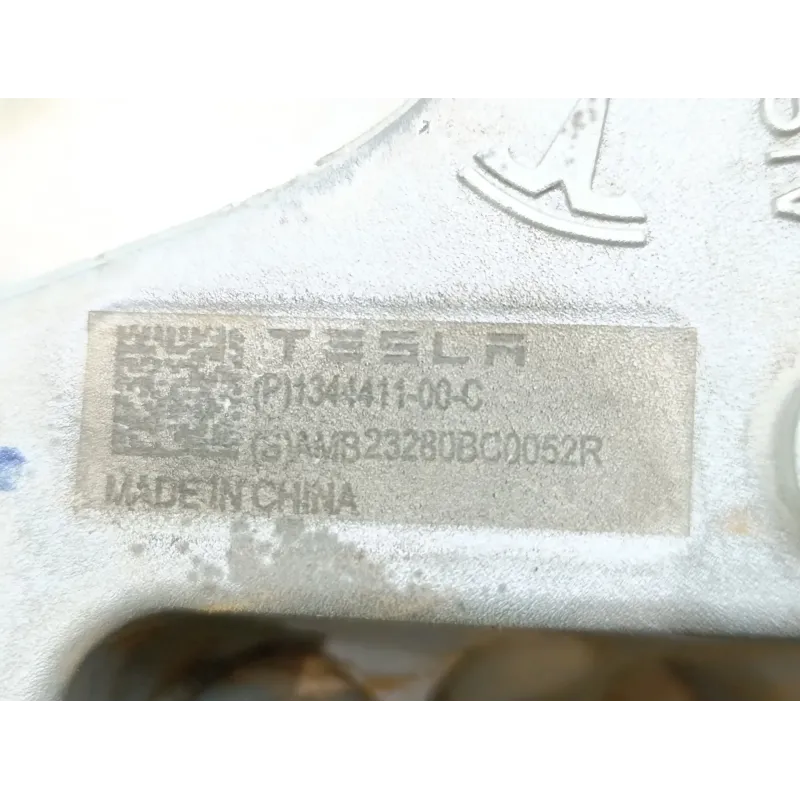 TESLA
(P)1344411-00-C
(S)AMB23280BC0052R
MADE IN CHINA